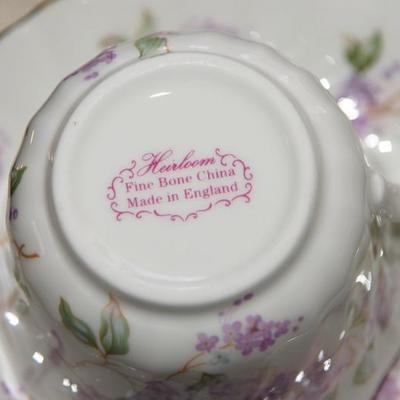 Heirloom
Fine Bone China
Made in England